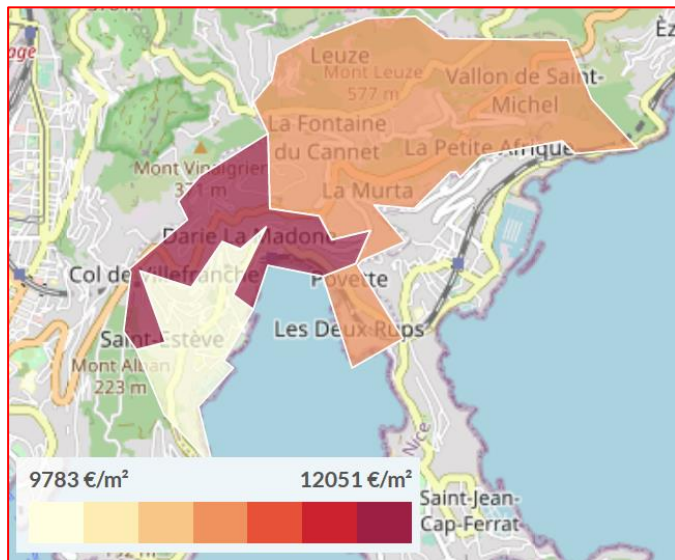 Èz
Leuze
Mont Leuze
577 m
Vallon de Saint-
Michel
La Fontaine
du Cannet
La Petite Afrique
Mont Vinaigrier
371 m
La Murta
Darie La Madone
Col de Villefranche
Povette
Saint-Estève
Les Deux Rups
Mont Alban
223 m
Nice
9783 €/m²
12051 €/m²
Saint-Jean-
Cap-Ferrat
192 m